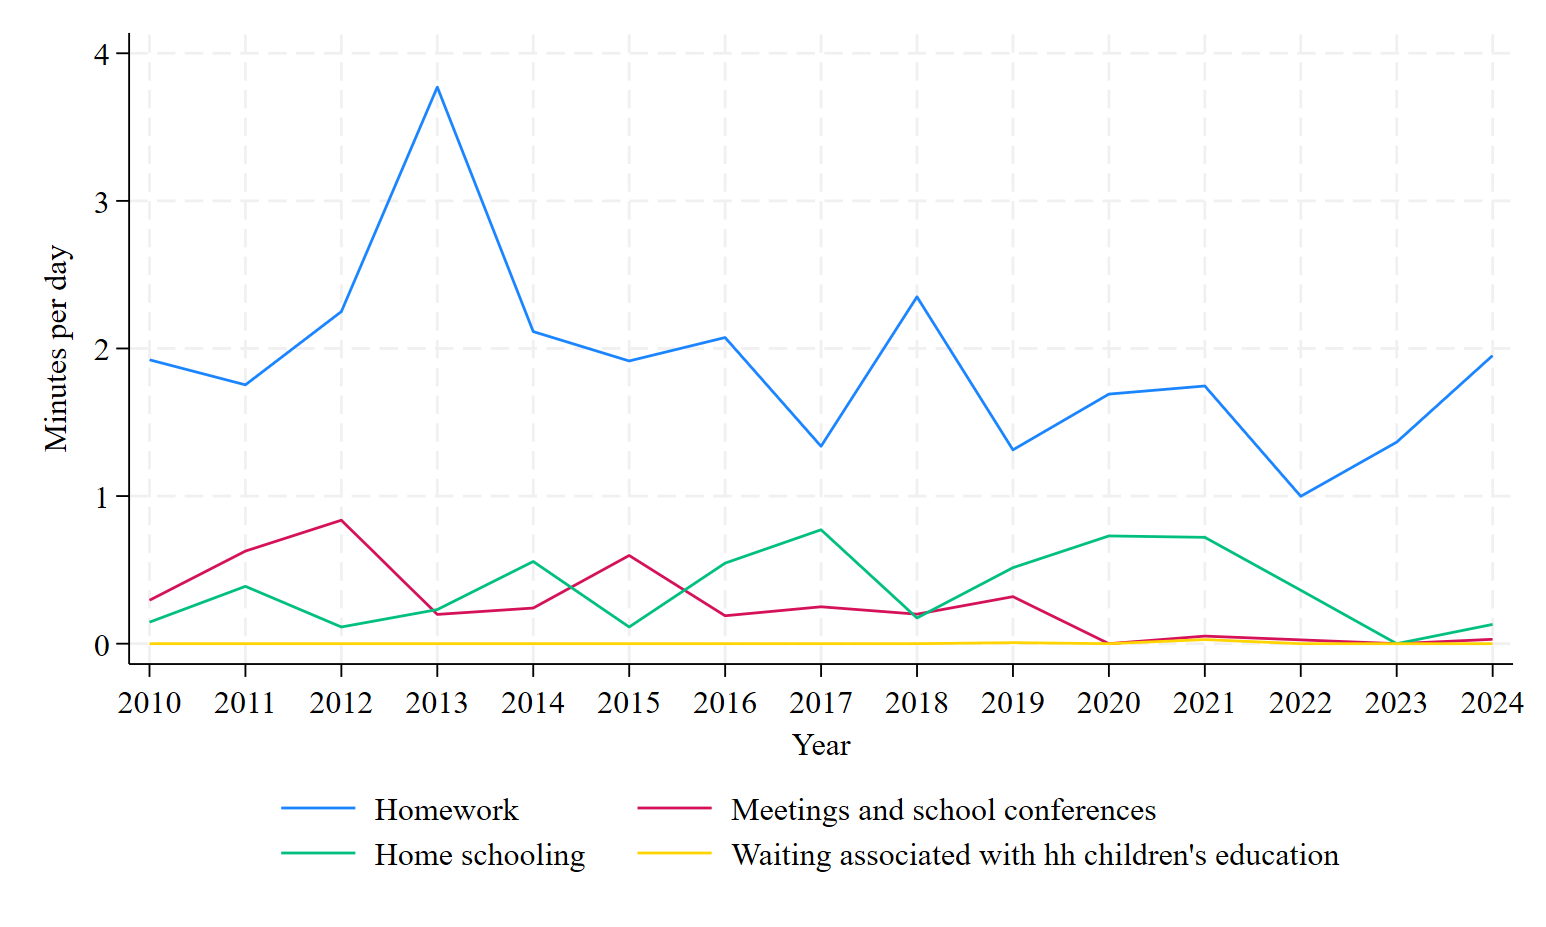 4
3
2
1
0
Minutes per day
2010 2011 2012 2013 2014 2015 2016 2017 2018 2019 2020 2021 2022 2023 2024
Year
Homework Meetings and school conferences
Home schooling Waiting associated with hh children's education